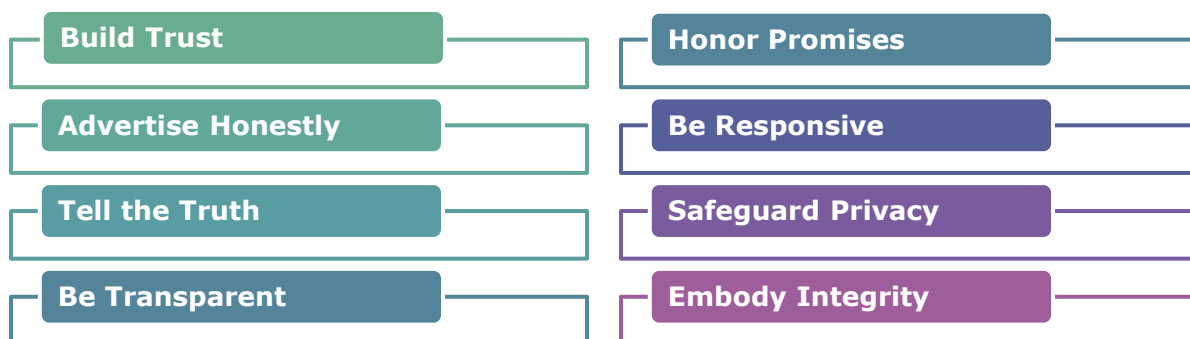 Build Trust
Advertise Honestly
Tell the Truth
Be Transparent
Honor Promises
Be Responsive
Safeguard Privacy
Embody Integrity